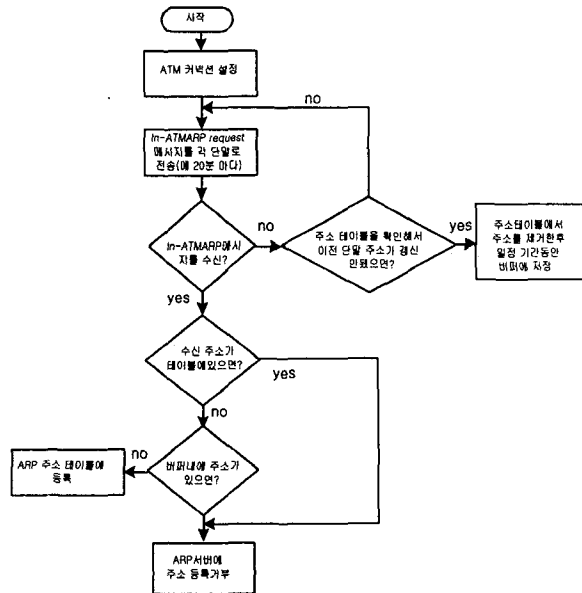 시작
ATM 커넥션 설정
no
In-ATMARP request
메시지를 각 단말로
전송(매 20분 마다)
In-ATMARP메시
지를 수신?
no
주소 테이블을 확인해서
이전 단말 주소가 갱신
안됐으면?
yes
주소테이블에서
주소를 제거한후
일정 기간동안
버퍼에 저장
yes
수신 주소가
테이블에있으면?
yes
no
버퍼내에 주소가
있으면?
no
ARP 주소 테이블에
등록
yes
ARP서버에
주소 등록거부